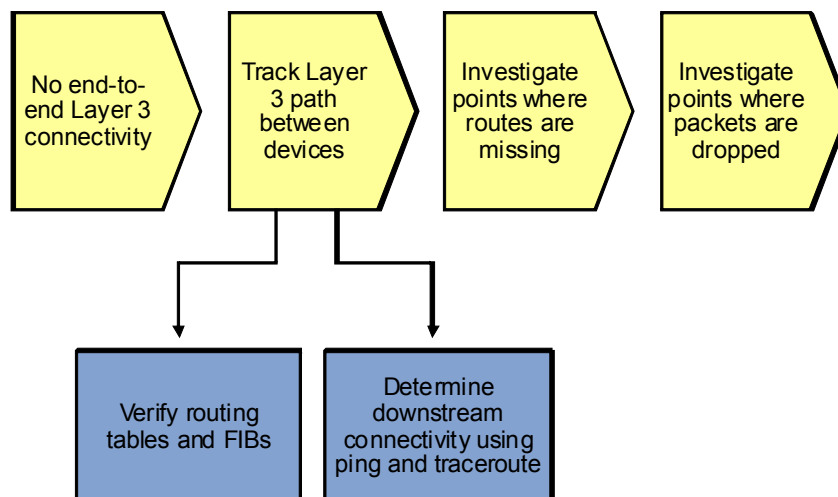 No end-to-
end Layer 3
connectivity
Track Layer
3 path
between
devices
Investigate
points where
routes are
missing
Investigate
points where
packets are
dropped
Verify routing
tables and FIBs
Determine
downstream
connectivity using
ping and traceroute